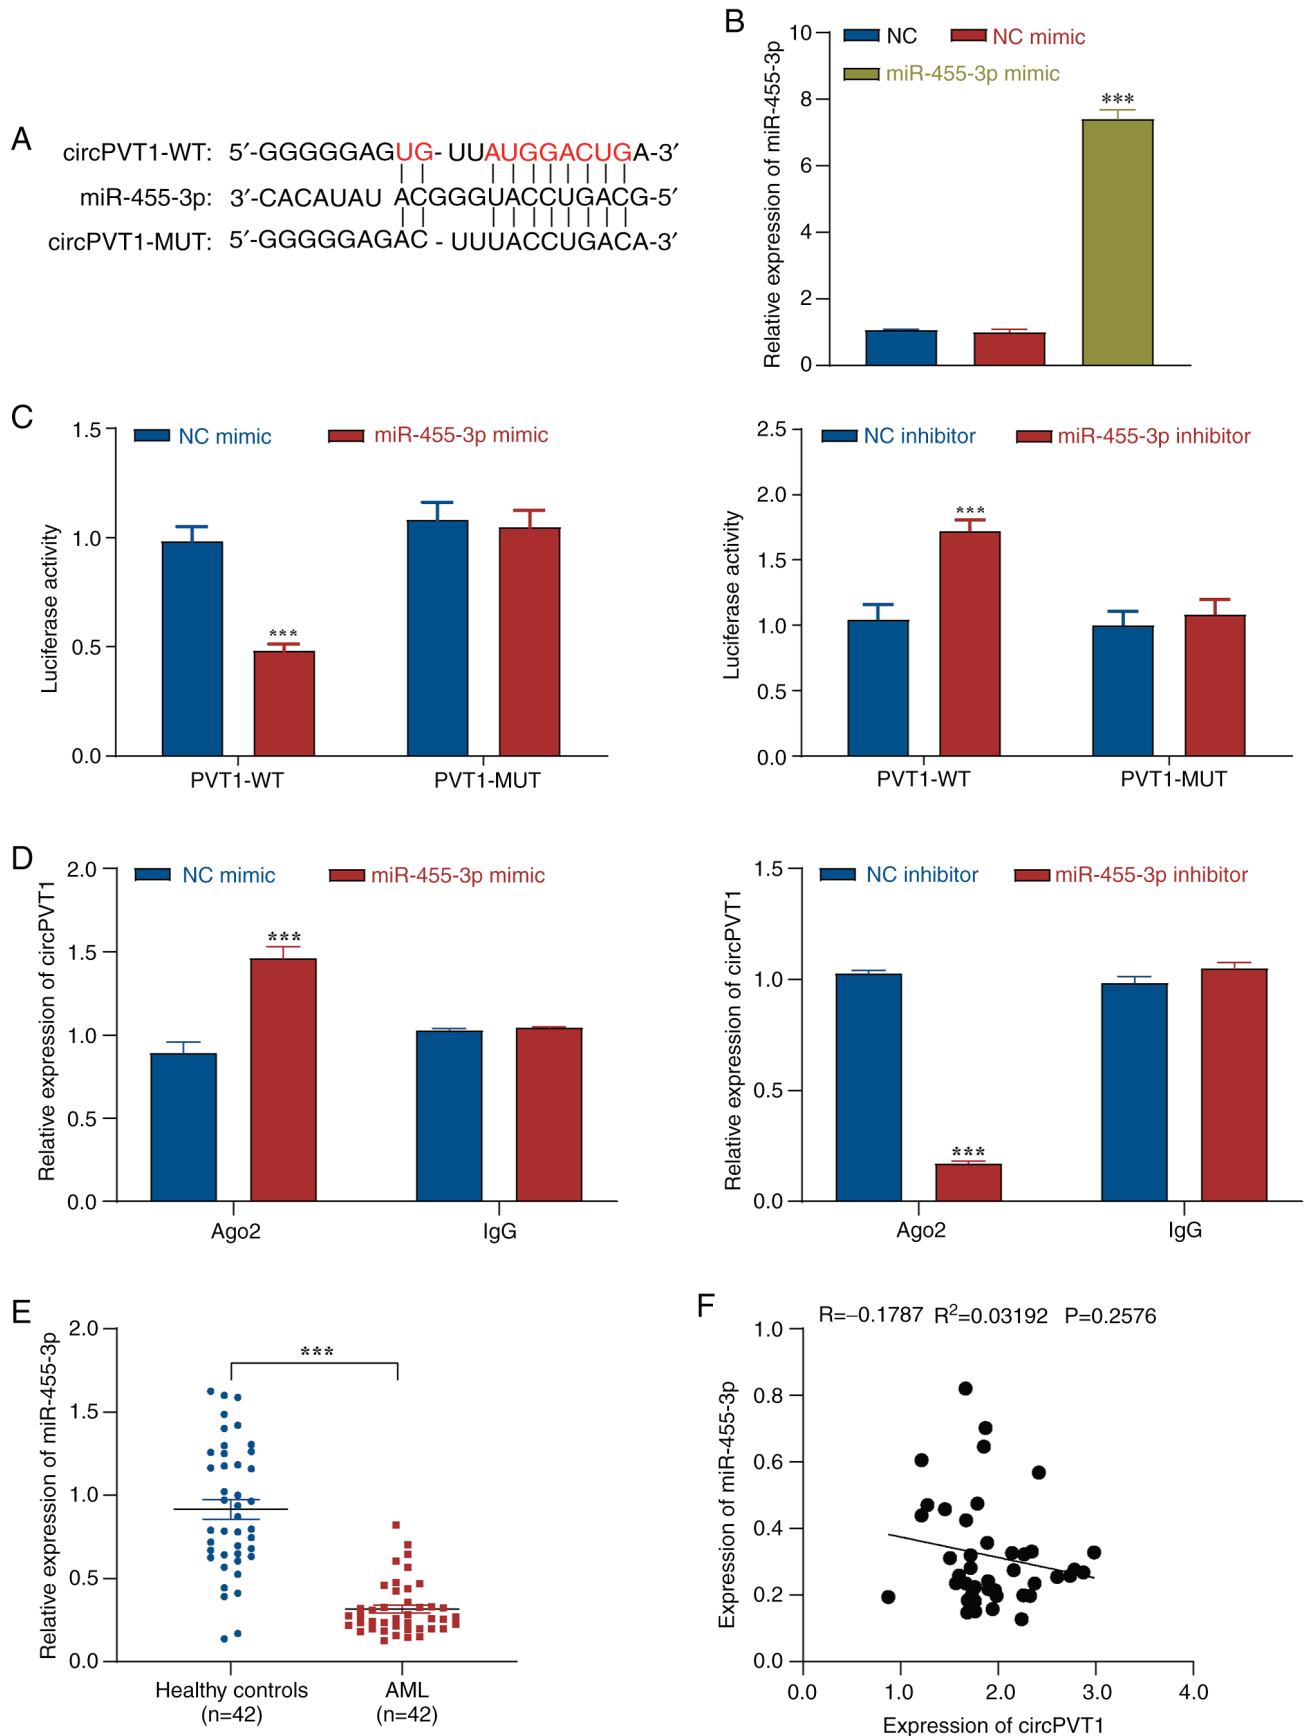 A
circPVT1-WT: 5′-GGGGGAGUG- UUAUGGACUGA-3′
miR-455-3p: 3′-CACAUAU ACGGGUACCUGACG-5′
circPVT1-MUT: 5′-GGGGGAGAC - UUUACCUGACA-3′
B
NC
NC mimic
miR-455-3p mimic
Relative expression of miR-455-3p
10
8
6
4
2
0
***
C
NC mimic
miR-455-3p mimic
Luciferase activity
1.5
1.0
0.5
0.0
***
PVT1-WT
PVT1-MUT
NC inhibitor
miR-455-3p inhibitor
Luciferase activity
2.5
2.0
1.5
1.0
0.5
0.0
***
PVT1-WT
PVT1-MUT
D
NC mimic
miR-455-3p mimic
Relative expression of circPVT1
2.0
1.5
1.0
0.5
0.0
***
Ago2
IgG
NC inhibitor
miR-455-3p inhibitor
Relative expression of circPVT1
1.5
1.0
0.5
0.0
***
Ago2
IgG
E
Relative expression of miR-455-3p
2.0
1.5
1.0
0.5
0.0
***
Healthy controls
(n=42)
AML
(n=42)
F
R=−0.1787 R²=0.03192 P=0.2576
Expression of miR-455-3p
1.0
0.8
0.6
0.4
0.2
0.0
0.0 1.0 2.0 3.0 4.0
Expression of circPVT1